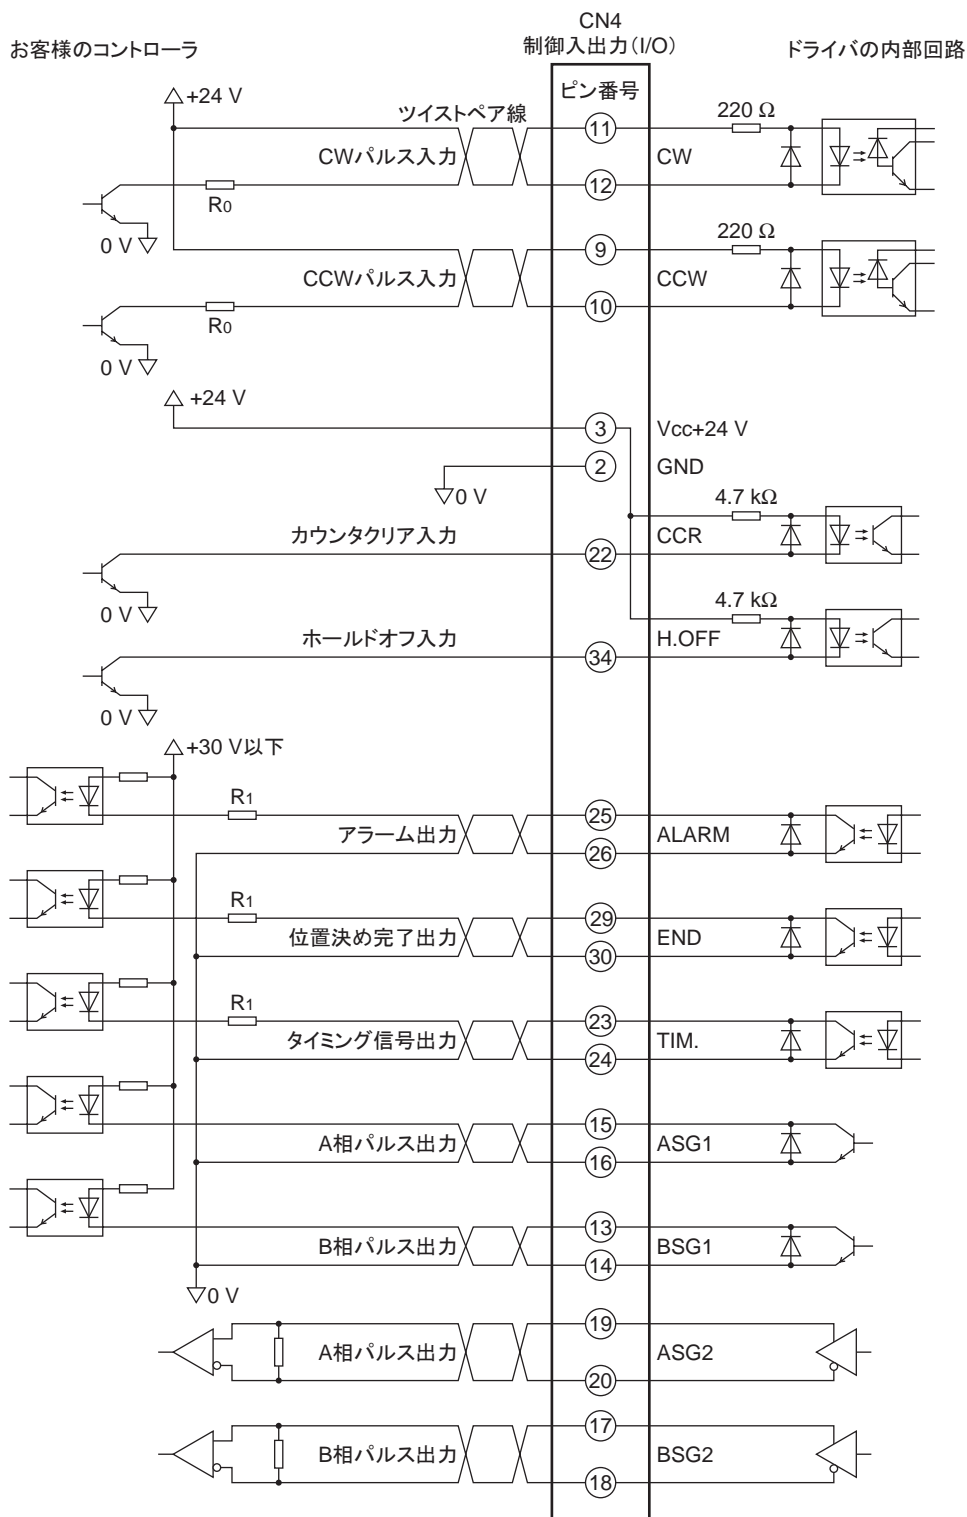 CN4
お客様のコントローラ
制御入出力(I/O)
ドライバの内部回路
ピン番号
+24 V
ツイストペア線
11
220 Ω
CWパルス入力
CW
12
R0
0 V
9
220 Ω
CCWパルス入力
CCW
10
R0
0 V
+24 V
3
Vcc+24 V
2
GND
0 V
4.7 kΩ
カウンタクリア入力
CCR
22
0 V
4.7 kΩ
ホールドオフ入力
H.OFF
34
0 V
+30 V以下
R1
25
アラーム出力
ALARM
26
R1
29
位置決め完了出力
END
30
R1
23
タイミング信号出力
TIM.
24
15
A相パルス出力
ASG1
16
13
B相パルス出力
BSG1
14
0 V
19
A相パルス出力
ASG2
20
17
B相パルス出力
BSG2
18